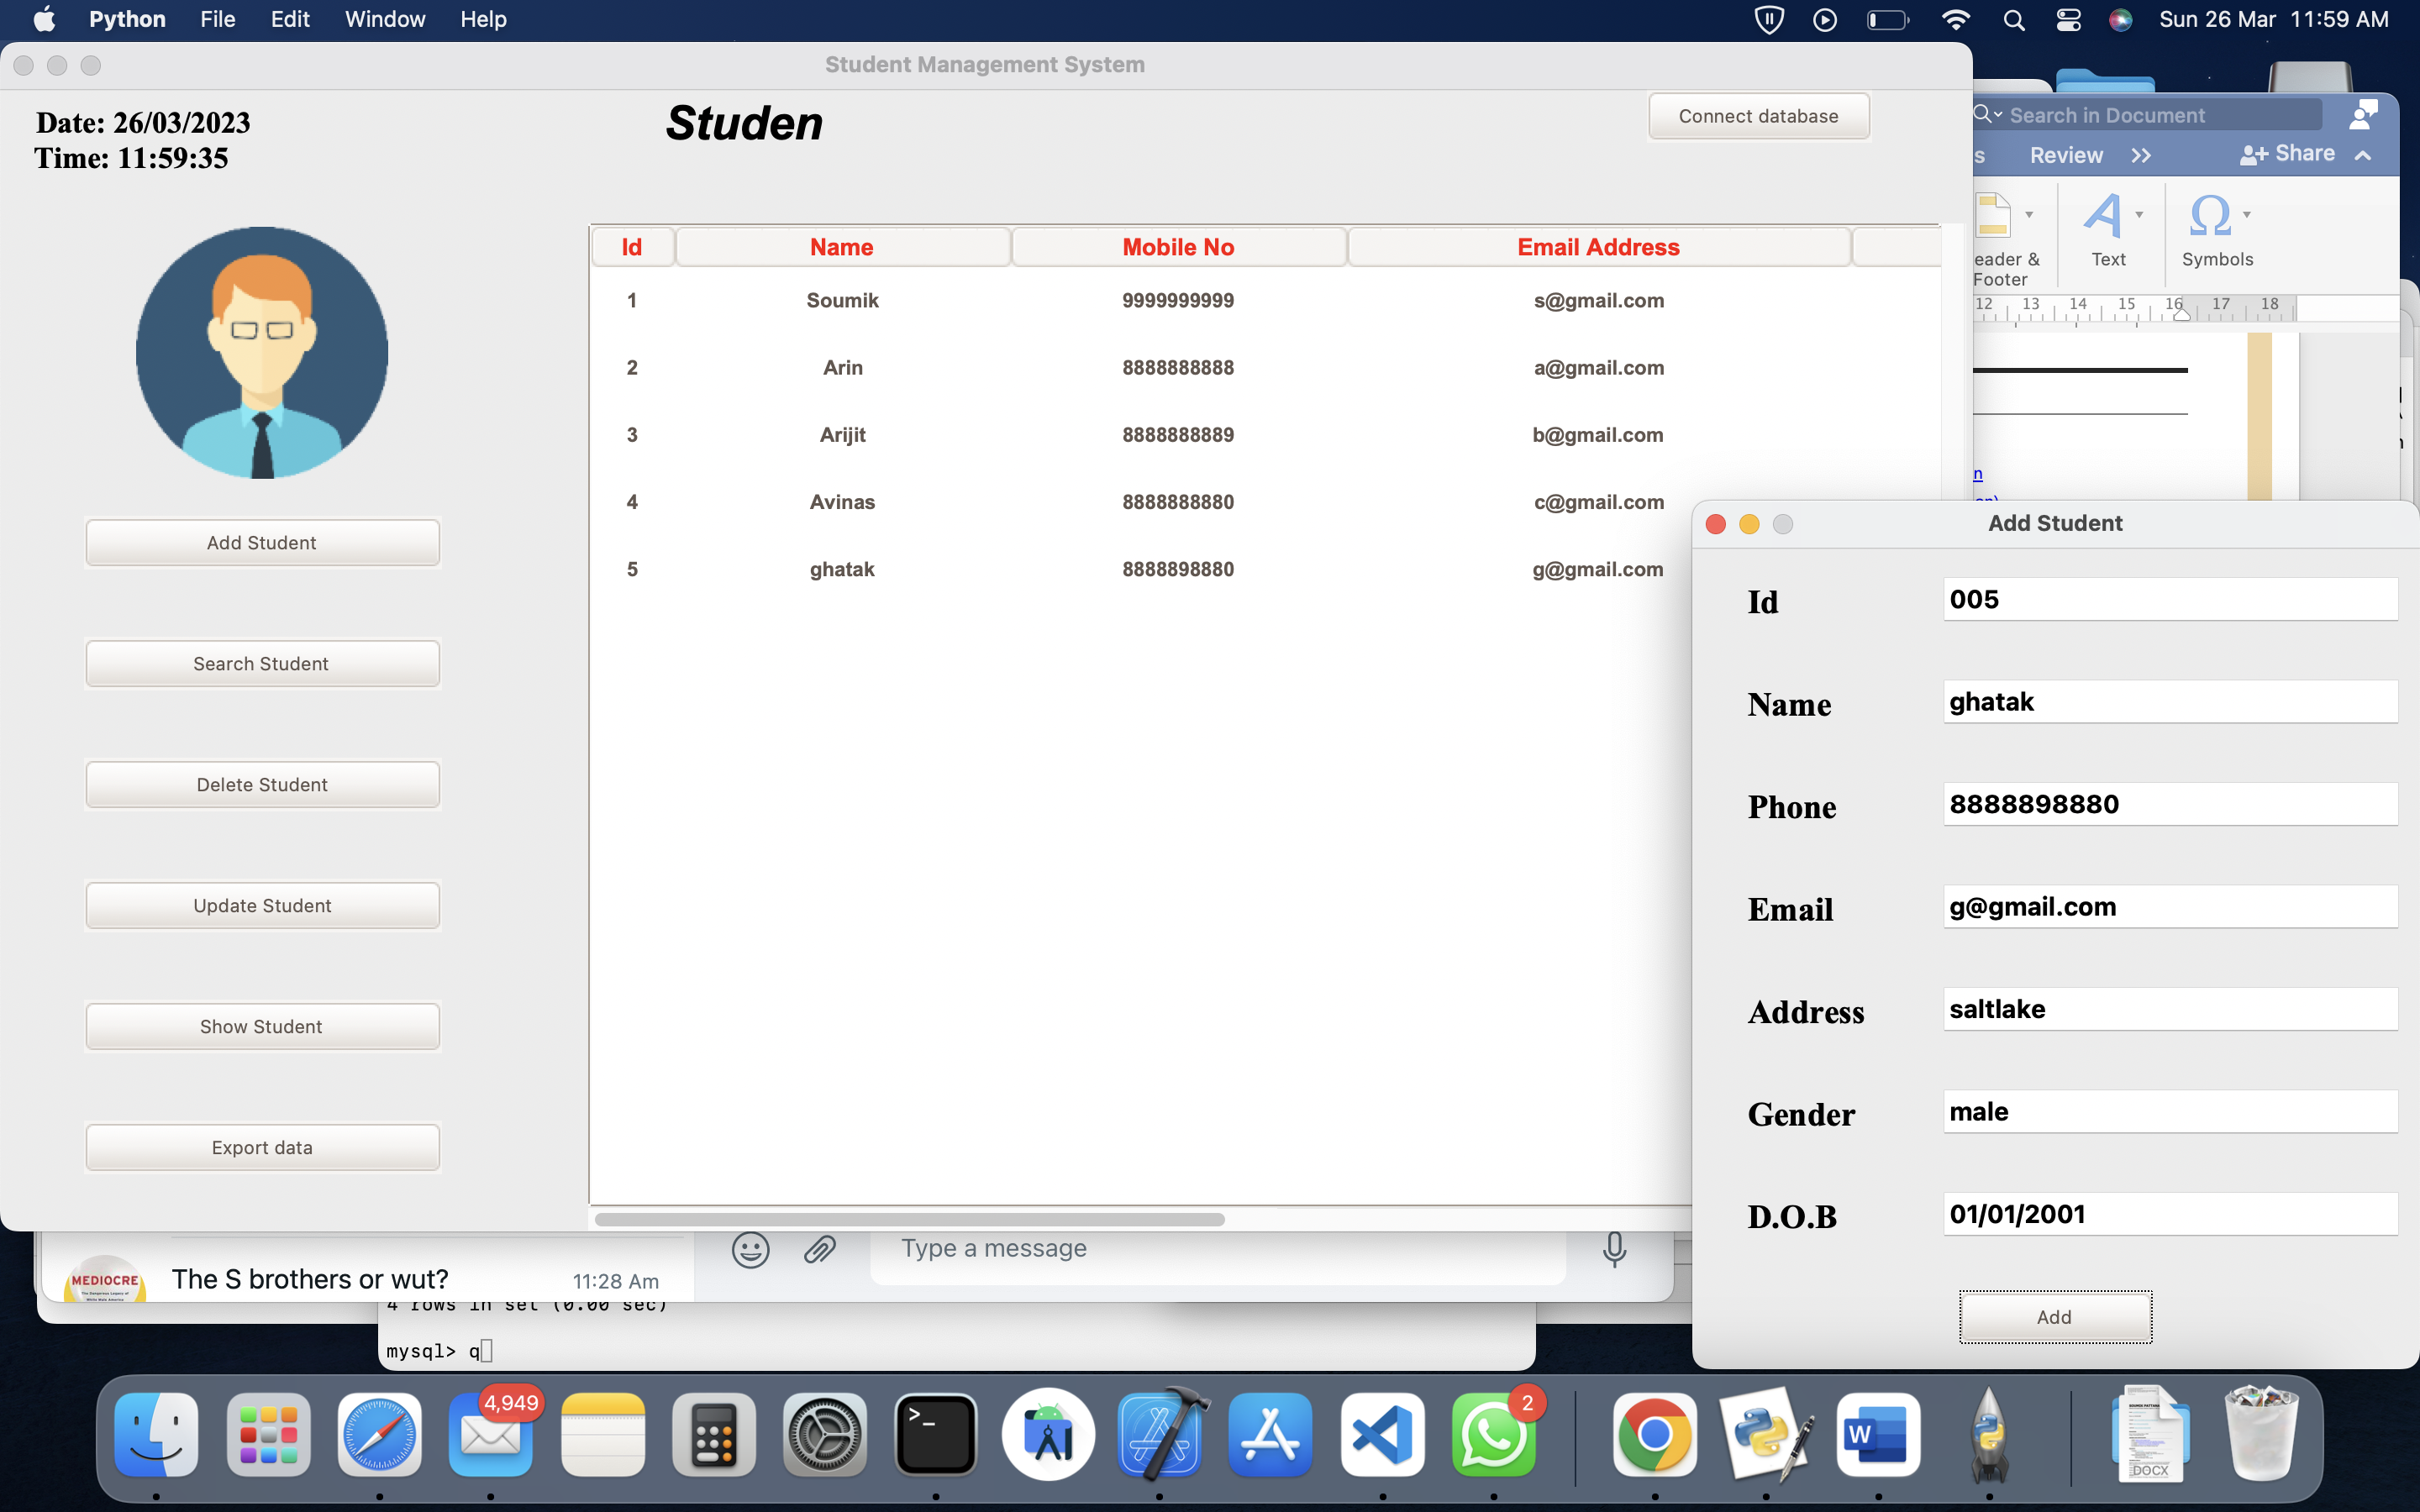 Python File Edit Window Help
Sun 26 Mar 11:59 AM
Student Management System
Date: 26/03/2023
Time: 11:59:35
Studen
Connect database
Search in Document
s Review >> Share
eader &
Footer
Text
Symbols
12 13 14 15 16 17 18
Id Name Mobile No Email Address
1 Soumik 9999999999 s@gmail.com
2 Arin 8888888888 a@gmail.com
3 Arijit 8888888889 b@gmail.com
4 Avinas 8888888880 c@gmail.com
5 ghatak 8888898880 g@gmail.com
n
Add Student
Search Student
Delete Student
Update Student
Show Student
Export data
Add Student
Id 005
Name ghatak
Phone 8888898880
Email g@gmail.com
Address saltlake
Gender male
D.O.B 01/01/2001
Add
Type a message
MEDIOCRE
The S brothers or wut? 11:28 Am
4 rows in set (0.00 sec)
mysql> q
4,949
2
W
DOCX